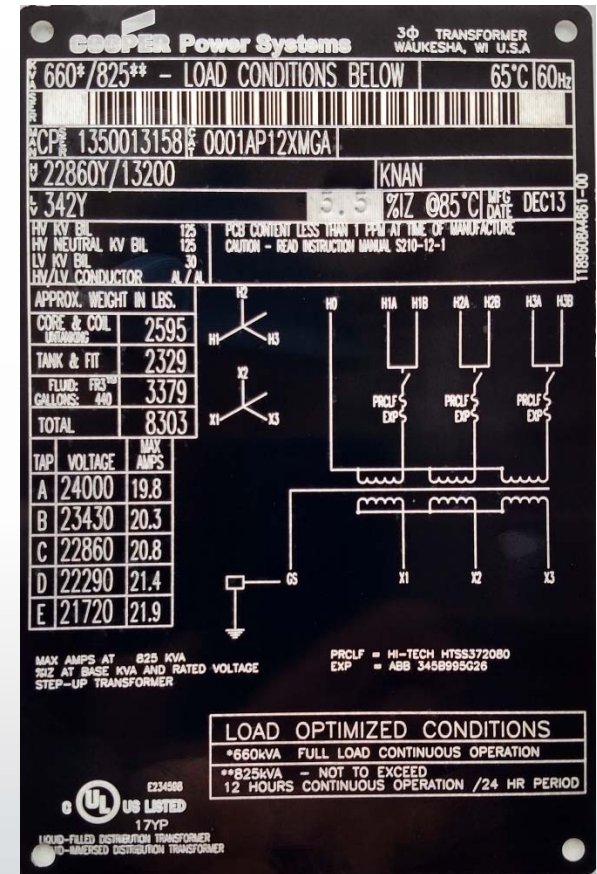 COOPER Power Systems
3Φ TRANSFORMER
WAUKESHA, WI U.S.A
KVA 660*/825** - LOAD CONDITIONS BELOW 65°C 60Hz
SER
MAN CP SER 1350013158 CAT 0001AP12XMGA
HV 22860Y/13200 KNAN
LV 342Y 5.5 %IZ @85°C MFG DATE DEC13
HV KV BIL 125
HV NEUTRAL KV BIL 125
LV KV BIL 30
HV/LV CONDUCTOR AL/AL
PCB CONTENT LESS THAN 1 PPM AT TIME OF MANUFACTURE
CAUTION - READ INSTRUCTION MANUAL S210-12-1
APPROX. WEIGHT IN LBS.
CORE & COIL UNTANKING 2595
TANK & FIT 2329
FLUID: FR3™
GALLONS: 440 3379
TOTAL 8303
TAP VOLTAGE MAX AMPS
A 24000 19.8
B 23430 20.3
C 22860 20.8
D 22290 21.4
E 21720 21.9
H2
H1 H3
X2
X1 X3
H0 H1A H1B H2A H2B H3A H3B
PRCLF PRCLF PRCLF
EXP EXP EXP
GS X1 X2 X3
MAX AMPS AT 825 KVA
%IZ AT BASE KVA AND RATED VOLTAGE
STEP-UP TRANSFORMER
PRCLF = HI-TECH HTSS372080
EXP = ABB 345B995G26
LOAD OPTIMIZED CONDITIONS
*660kVA FULL LOAD CONTINUOUS OPERATION
**825kVA - NOT TO EXCEED
12 HOURS CONTINUOUS OPERATION /24 HR PERIOD
E234508
C UL US LISTED
17YP
LIQUID-FILLED DISTRIBUTION TRANSFORMER
LIQUID-IMMERSED DISTRIBUTION TRANSFORMER